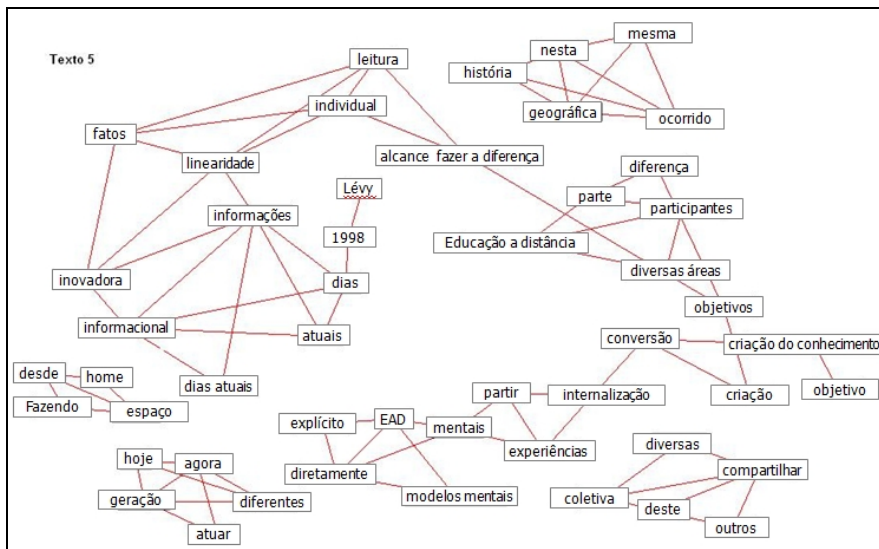 Texto 5
leitura
individual
fatos
linearidade
informações
Lévy
1998
dias
inovadora
informacional
atuais
dias atuais
mesma
nesta
história
geográfica
ocorrido
alcance fazer a diferença
diferença
parte
participantes
Educação a distância
diversas áreas
objetivos
conversão
criação do conhecimento
criação
objetivo
partir
internalização
explícito
EAD
mentais
experiências
diretamente
modelos mentais
desde
home
Fazendo
espaço
hoje
agora
geração
diferentes
atuar
diversas
compartilhar
coletiva
deste
outros